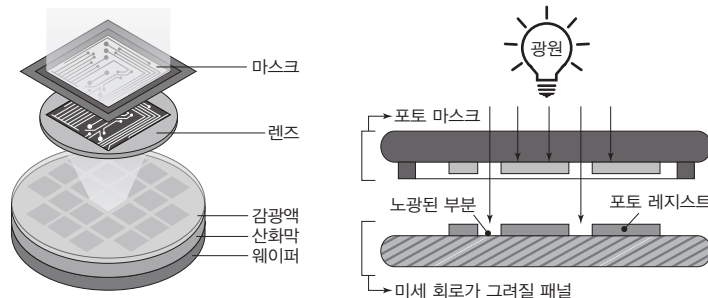 마스크
렌즈
감광액
산화막
웨이퍼
광원
포토 마스크
노광된 부분
포토 레지스트
미세 회로가 그려질 패널